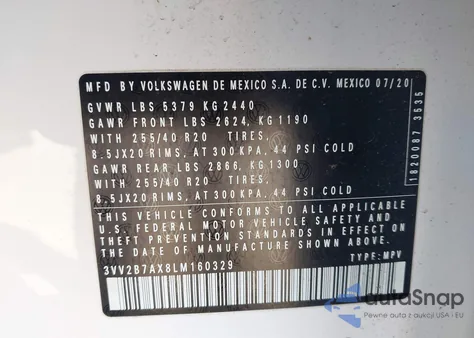 MFD BY VOLKSWAGEN DE MEXICO S.A. DE C.V. MEXICO 07/20
GVWR LBS 5379 KG 2440
GAWR FRONT LBS 2624, KG 1190
WITH 255/40 R20 TIRES,
8.5JX20 RIMS, AT 300 KPA, 44 PSI COLD
GAWR REAR LBS 2866, KG 1300
WITH 255/40 R20 TIRES,
8.5JX20 RIMS, AT 300 KPA, 44 PSI COLD
THIS VEHICLE CONFORMS TO ALL APPLICABLE
U.S. FEDERAL MOTOR VEHICLE SAFETY AND
THEFT PREVENTION STANDARDS IN EFFECT ON
THE DATE OF MANUFACTURE SHOWN ABOVE.
3VV2B7AX8LM160329 TYPE: MPV
1820087 3535
autaSnap
Pewne auta z aukcji USA i EU